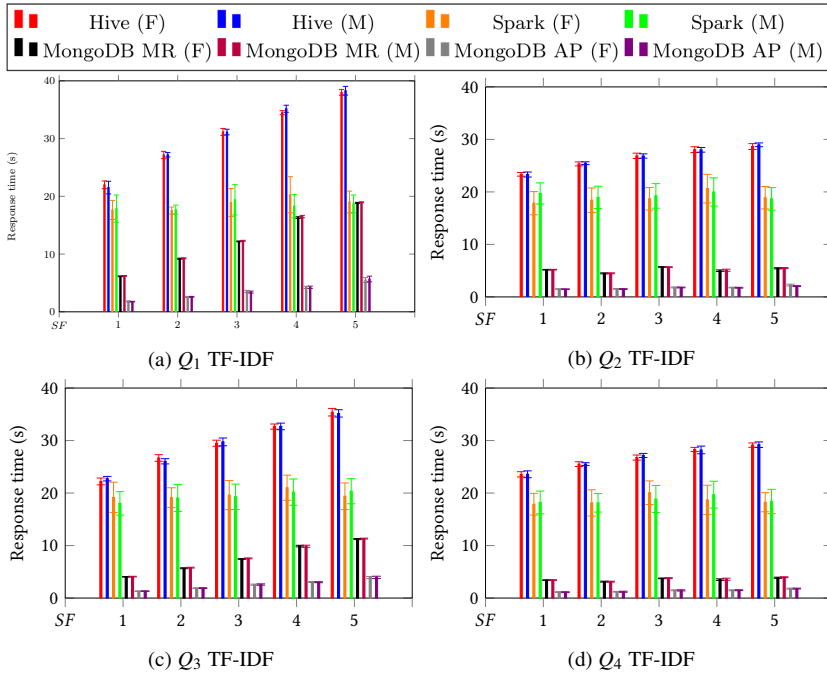 Hive (F) Hive (M) Spark (F) Spark (M)
MongoDB MR (F) MongoDB MR (M) MongoDB AP (F) MongoDB AP (M)
40
30
20
10
0
Response time (s)
SF 1 2 3 4 5
(a) Q1 TF-IDF
40
30
20
10
0
Response time (s)
SF 1 2 3 4 5
(b) Q2 TF-IDF
40
30
20
10
0
Response time (s)
SF 1 2 3 4 5
(c) Q3 TF-IDF
40
30
20
10
0
Response time (s)
SF 1 2 3 4 5
(d) Q4 TF-IDF